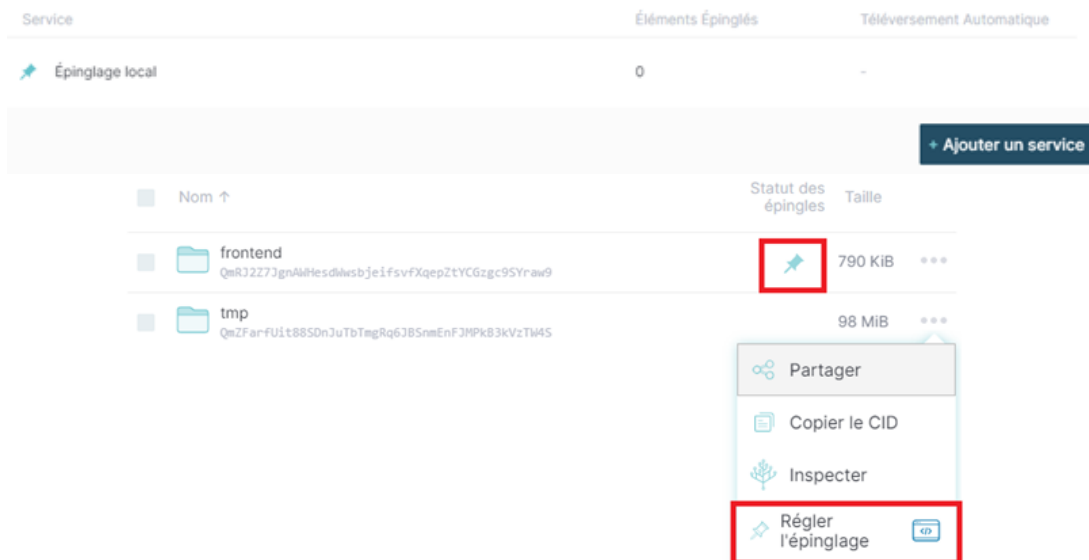 Service Éléments Épinglés Téléversement Automatique
Épinglage local 0 -
+ Ajouter un service
Nom ↑ Statut des épingles Taille
frontend 790 KiB
QmRJ2Z7JgnAWHesdWwsbjeifsvfXqepZtYCGzgc9SYraw9
tmp 98 MiB
QmZFarfUit88SDnJuTbTmgRq6JBSnmEnFJMPkB3kVzTW4S
Partager
Copier le CID
Inspecter
Régler
l'épinglage